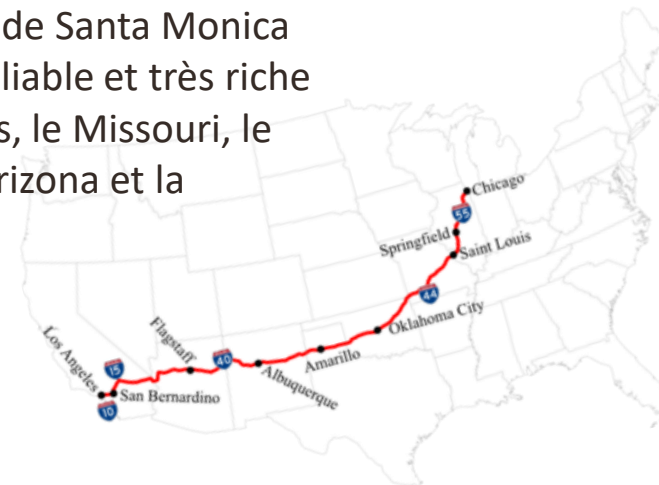 de Santa Monica
liable et très riche
s, le Missouri, le
rizona et la
Chicago
55
Springfield
Saint Louis
44
Oklahoma City
Amarillo
Albuquerque
40
Flagstaff
15
Los Angeles
San Bernardino
10